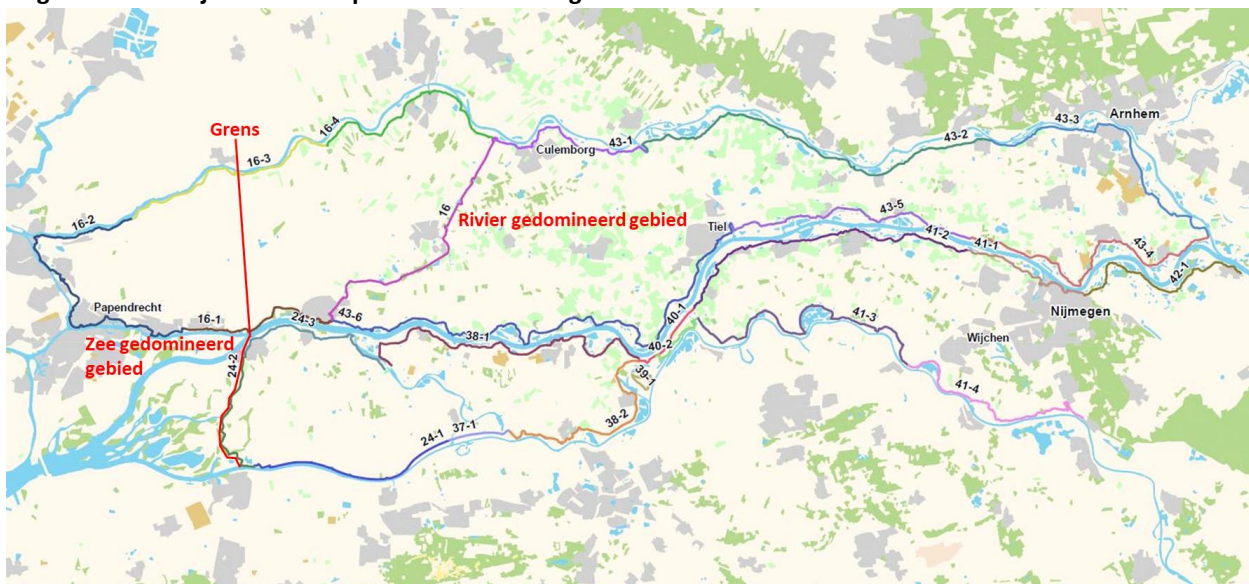 Grens
16-4
16-3
16-2
Culemborg
43-1
43-2
43-3
Arnhem
16
Rivier gedomineerd gebied
Tiel
43-5
41-2
41-1
43-4
42-1
Nijmegen
Papendrecht
16-1
24-3
43-6
38-1
40-1
40-2
39-1
41-3
Wijchen
41-4
Zee gedomineerd
gebied
24-2
38-2
24-1
37-1